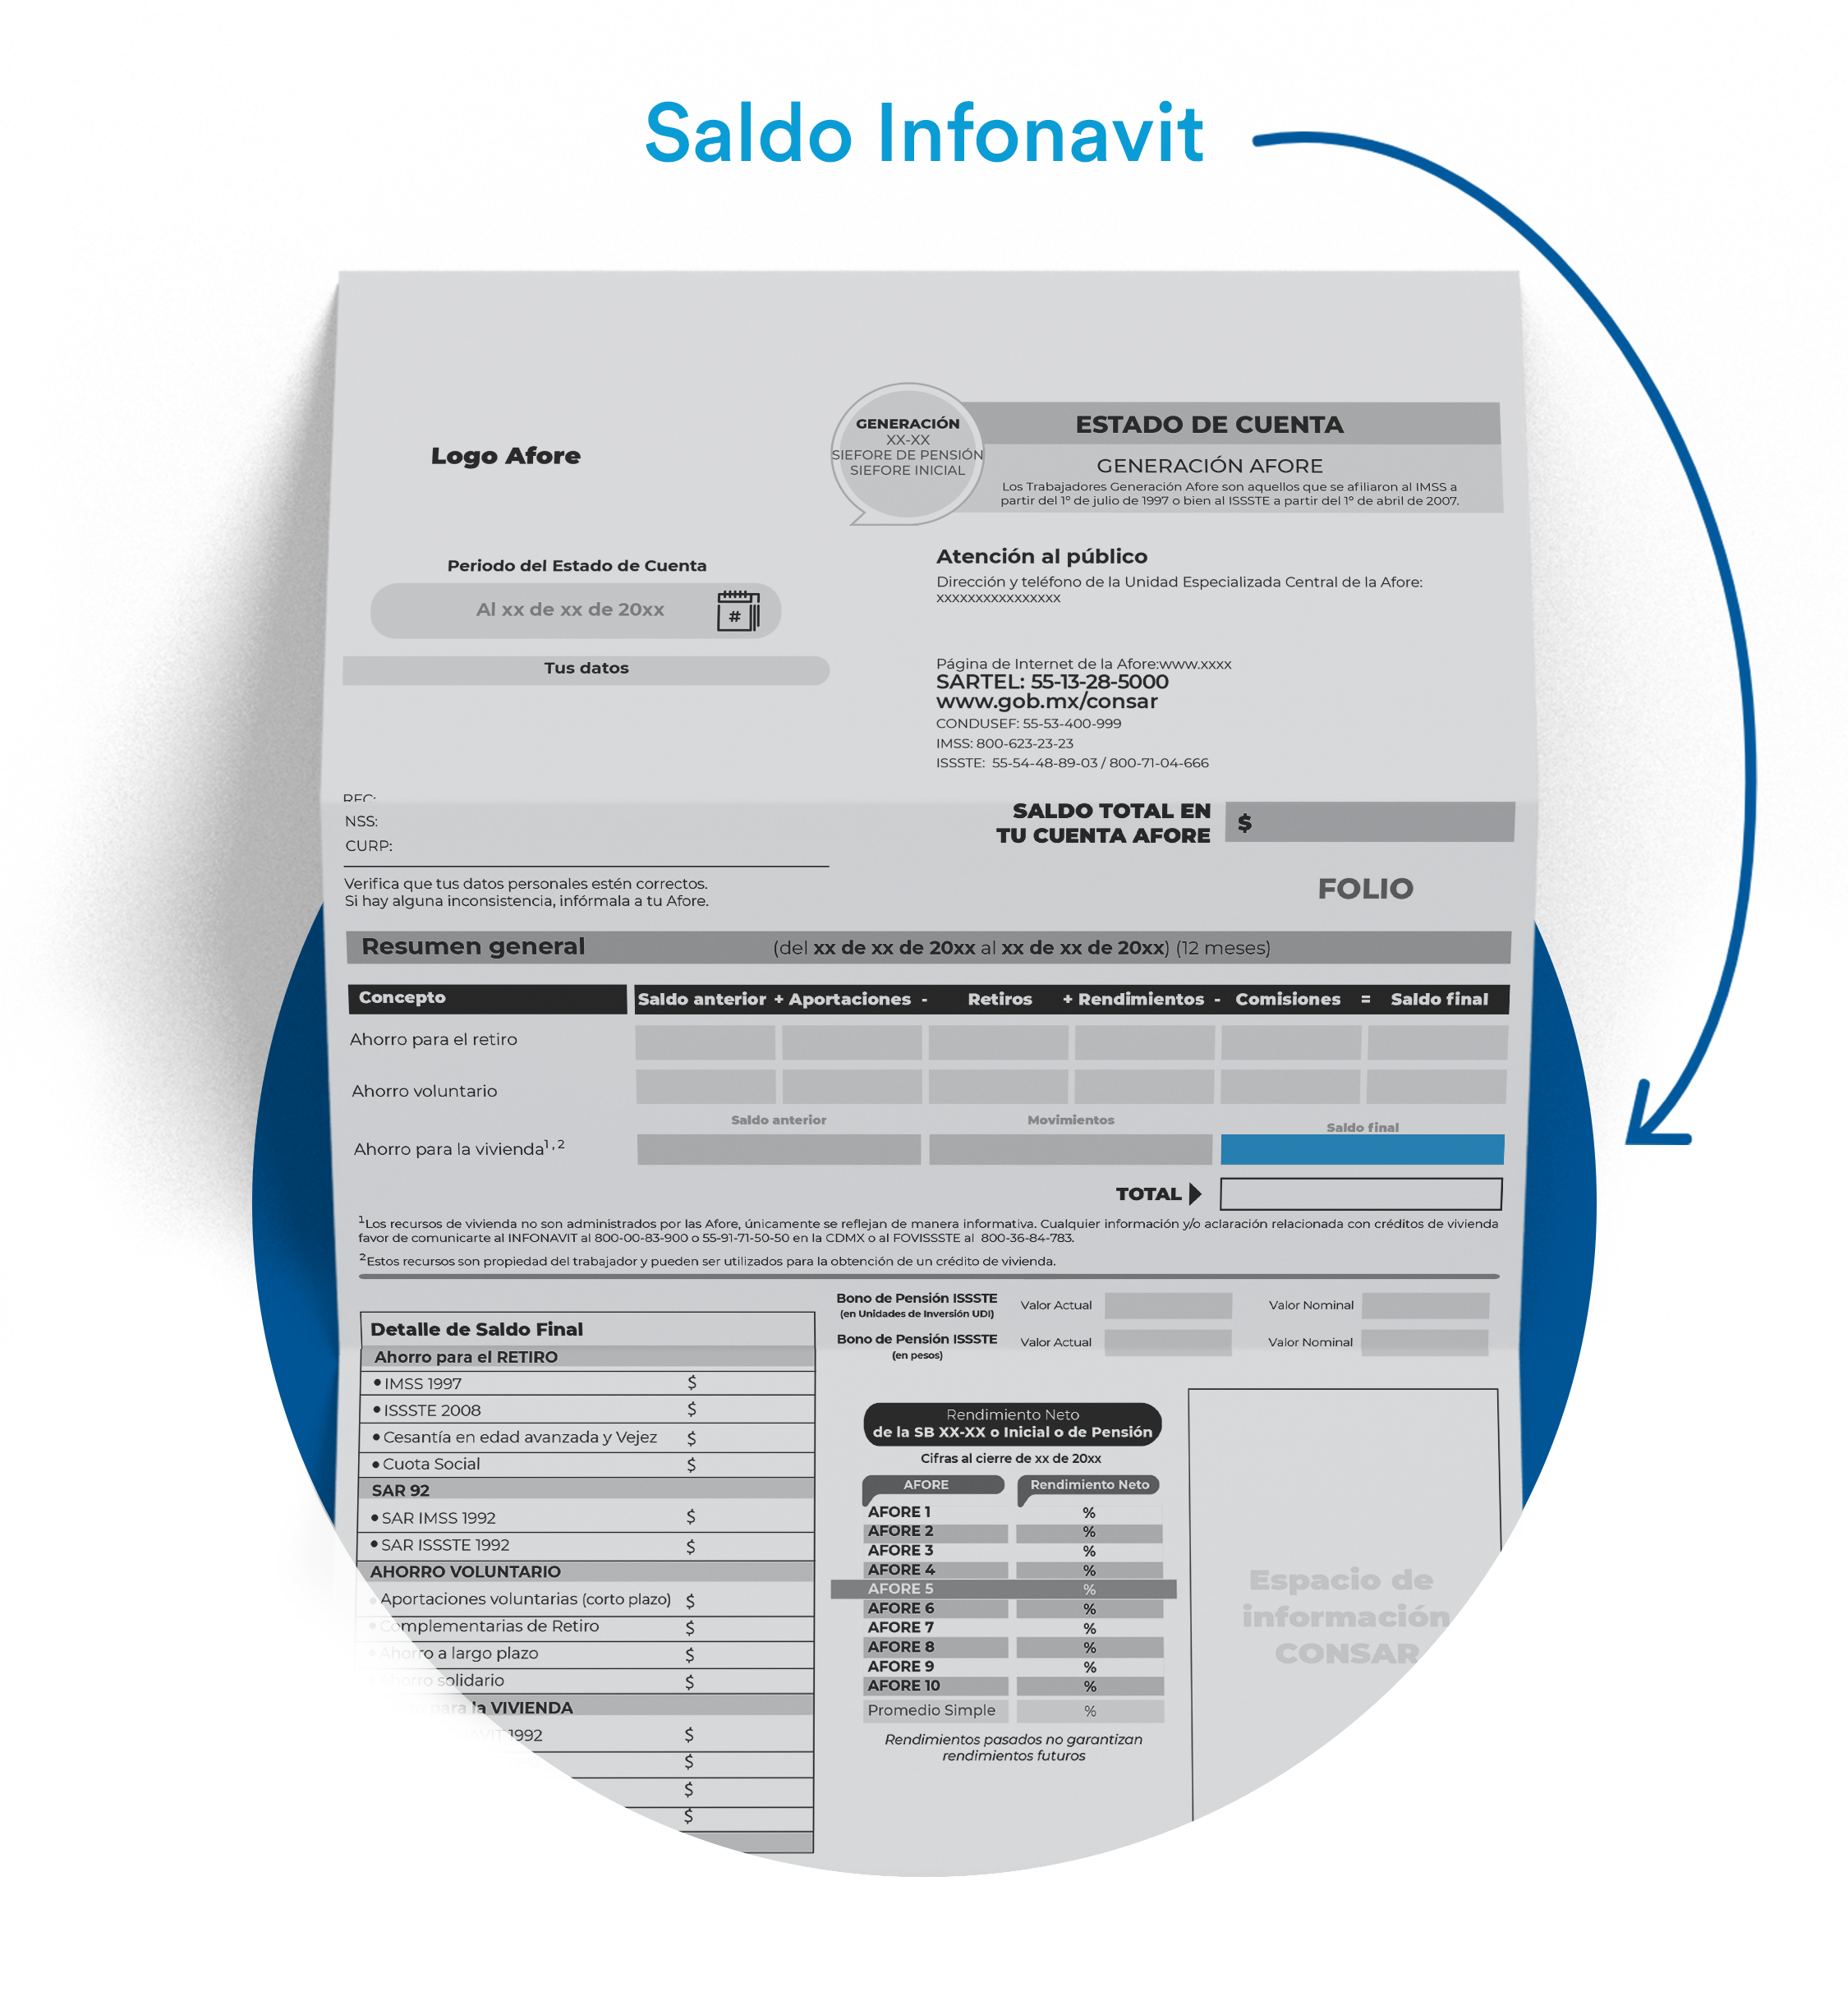 Saldo Infonavit
Logo Afore
GENERACIÓN
XX-XX
SIEFORE DE PENSIÓN
SIEFORE INICIAL
ESTADO DE CUENTA
GENERACIÓN AFORE
Los Trabajadores Generación Afore son aquellos que se afiliaron al IMSS a
partir del 1º de julio de 1997 o bien al ISSSTE a partir del 1º de abril de 2007.
Periodo del Estado de Cuenta
Al xx de xx de 20xx
#
Tus datos
Atención al público
Dirección y teléfono de la Unidad Especializada Central de la Afore:
xxxxxxxxxxxxxxxx
Página de Internet de la Afore:www.xxxx
SARTEL: 55-13-28-5000
www.gob.mx/consar
CONDUSEF: 55-53-400-999
IMSS: 800-623-23-23
ISSSTE: 55-54-48-89-03 / 800-71-04-666
RFC:
NSS:
CURP:
SALDO TOTAL EN
TU CUENTA AFORE
$
Verifica que tus datos personales estén correctos.
Si hay alguna inconsistencia, infórmala a tu Afore.
FOLIO
Resumen general (del xx de xx de 20xx al xx de xx de 20xx) (12 meses)
Concepto Saldo anterior + Aportaciones - Retiros + Rendimientos - Comisiones = Saldo final
Ahorro para el retiro
Ahorro voluntario
Saldo anterior Movimientos Saldo final
Ahorro para la vivienda1,2
TOTAL
1Los recursos de vivienda no son administrados por las Afore, únicamente se reflejan de manera informativa. Cualquier información y/o aclaración relacionada con créditos de vivienda
favor de comunicarte al INFONAVIT al 800-00-83-900 o 55-91-71-50-50 en la CDMX o al FOVISSSTE al 800-36-84-783.
2Estos recursos son propiedad del trabajador y pueden ser utilizados para la obtención de un crédito de vivienda.
Bono de Pensión ISSSTE
(en Unidades de Inversión UDI)
Valor Actual Valor Nominal
Bono de Pensión ISSSTE
(en pesos)
Valor Actual Valor Nominal
Detalle de Saldo Final
Ahorro para el RETIRO
• IMSS 1997 $
• ISSSTE 2008 $
• Cesantía en edad avanzada y Vejez $
• Cuota Social $
SAR 92
• SAR IMSS 1992 $
• SAR ISSSTE 1992 $
AHORRO VOLUNTARIO
• Aportaciones voluntarias (corto plazo) $
• Complementarias de Retiro $
• Ahorro a largo plazo $
• Ahorro solidario $
para la VIVIENDA
1992 $
$
$
$
Rendimiento Neto
de la SB XX-XX o Inicial o de Pensión
Cifras al cierre de xx de 20xx
AFORE Rendimiento Neto
AFORE 1 %
AFORE 2 %
AFORE 3 %
AFORE 4 %
AFORE 5 %
AFORE 6 %
AFORE 7 %
AFORE 8 %
AFORE 9 %
AFORE 10 %
Promedio Simple %
Rendimientos pasados no garantizan
rendimientos futuros
Espacio de
información
CONSAR